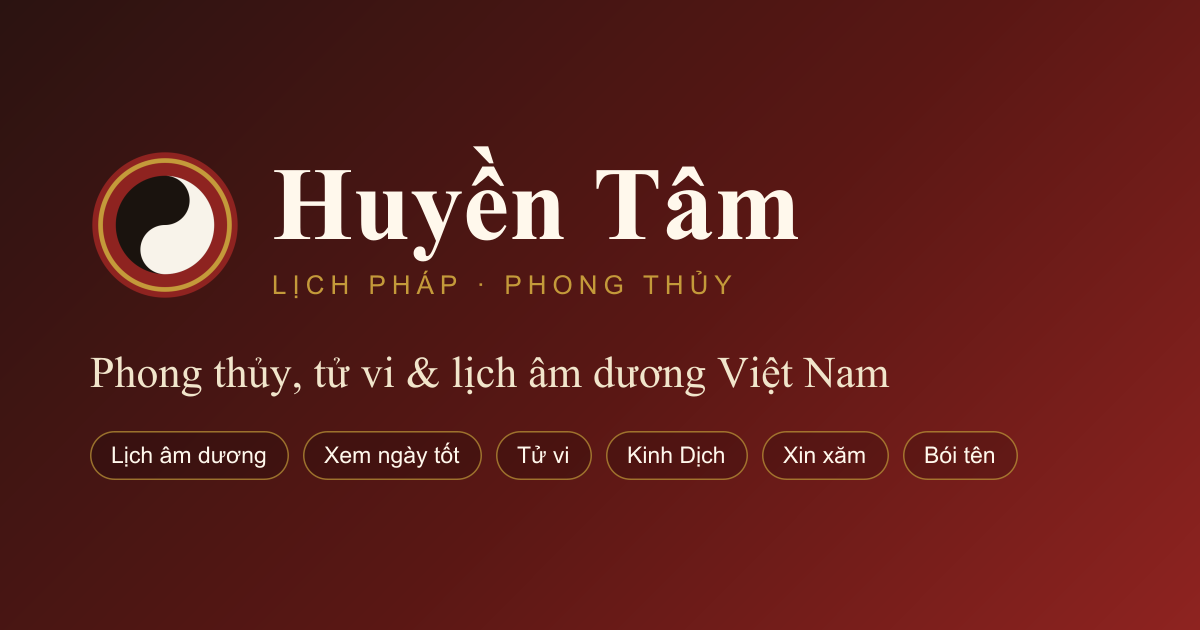 Huyền Tâm
LỊCH PHÁP · PHONG THỦY
Phong thủy, tử vi & lịch âm dương Việt Nam
Lịch âm dương Xem ngày tốt Tử vi Kinh Dịch Xin xăm Bói tên